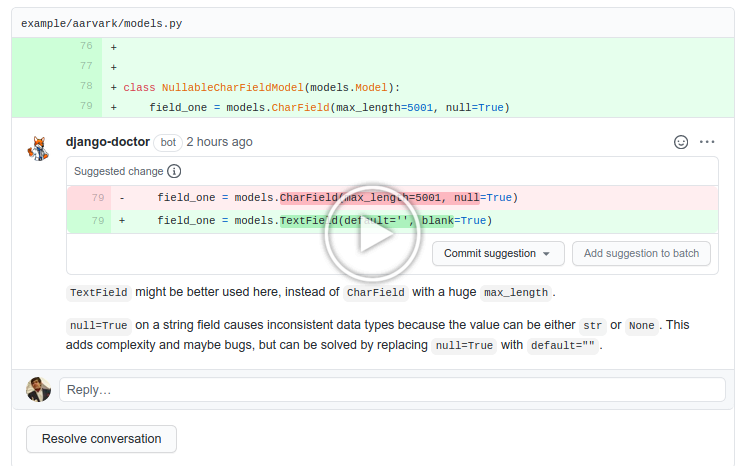 example/aarvark/models.py
76 +
77 +
78 + class NullableCharFieldModel(models.Model):
79 + field_one = models.CharField(max_length=5001, null=True)
django-doctor bot 2 hours ago
Suggested change
79 - field_one = models.CharField(max_length=5001, null=True)
79 + field_one = models.TextField(default='', blank=True)
Commit suggestion
Add suggestion to batch
TextField might be better used here, instead of CharField with a huge max_length.
null=True on a string field causes inconsistent data types because the value can be either str or None. This
adds complexity and maybe bugs, but can be solved by replacing null=True with default="".
Reply…
Resolve conversation